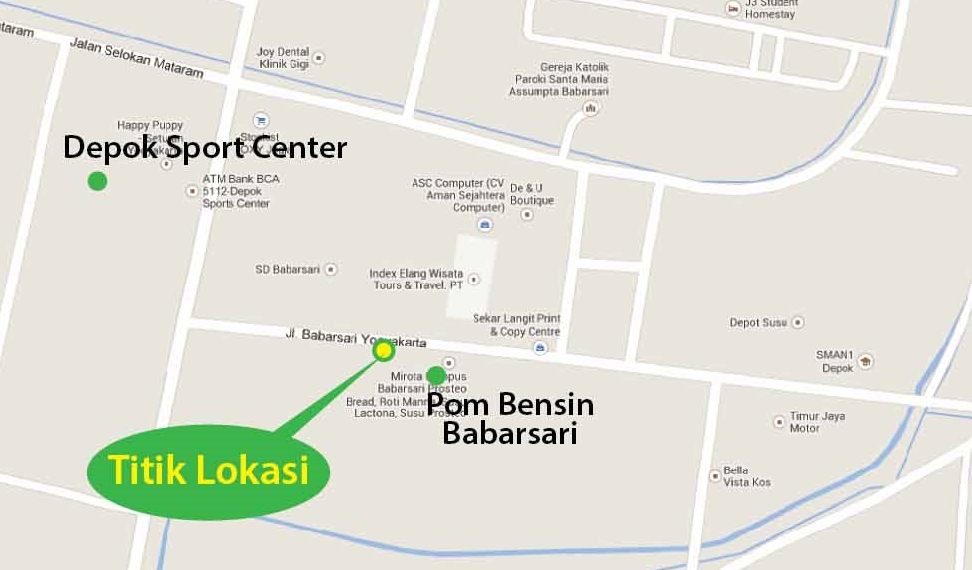 J3 Student
Homestay
ataram
Jalan Selokan Mataram
Joy Dental
Klinik Gigi
Gereja Katolik
Paroki Santa Maria
Assumpta Babarsari
Happy Puppy
Depok Sport Center
ATM Bank BCA
5112-Depok
Sports Center
ASC Computer (CV
Aman Sejahtera
Computer)
De & U
Boutique
SD Babarsari
Index Elang Wisata
Tours & Travel. PT
Sekar Langit Print
& Copy Centre
Depot Susu
Jl. Babarsari Yogyakarta
SMAN1
Depok
Mirota
Babarsari Prosteo
Bread, Roti
Lactona, Susu
Pom Bensin
Babarsari
Timur Jaya
Motor
Titik Lokasi
Bella
Vista Kos